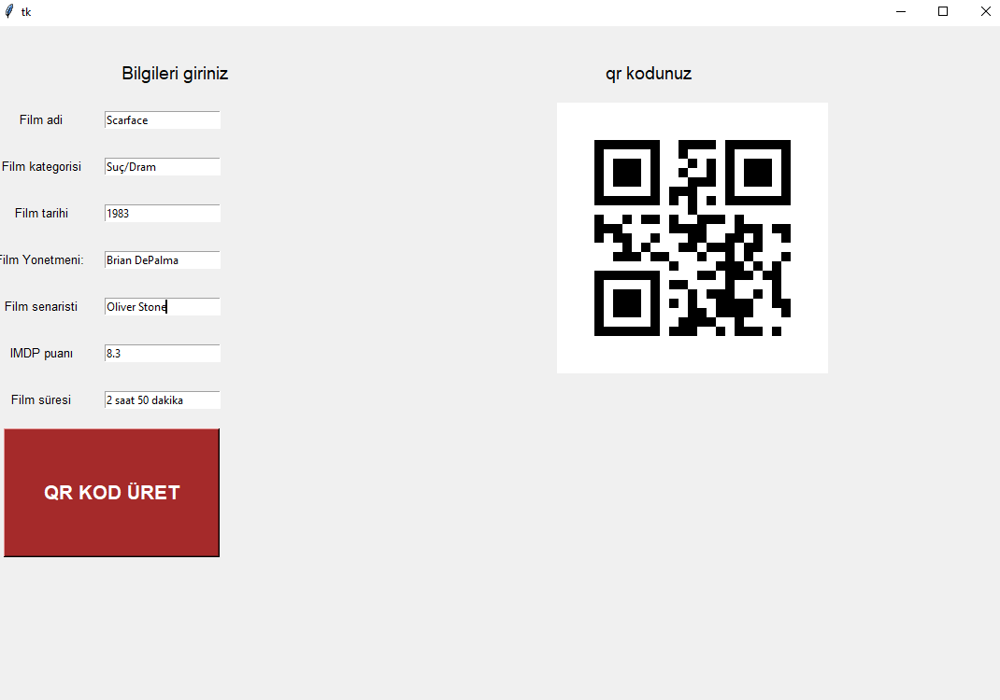 tk
Bilgileri giriniz
qr kodunuz
Film adi
Scarface
Film kategorisi
Suç/Dram
Film tarihi
1983
Film Yonetmeni:
Brian DePalma
Film senaristi
Oliver Stone
IMDP puanı
8.3
Film süresi
2 saat 50 dakika
QR KOD ÜRET